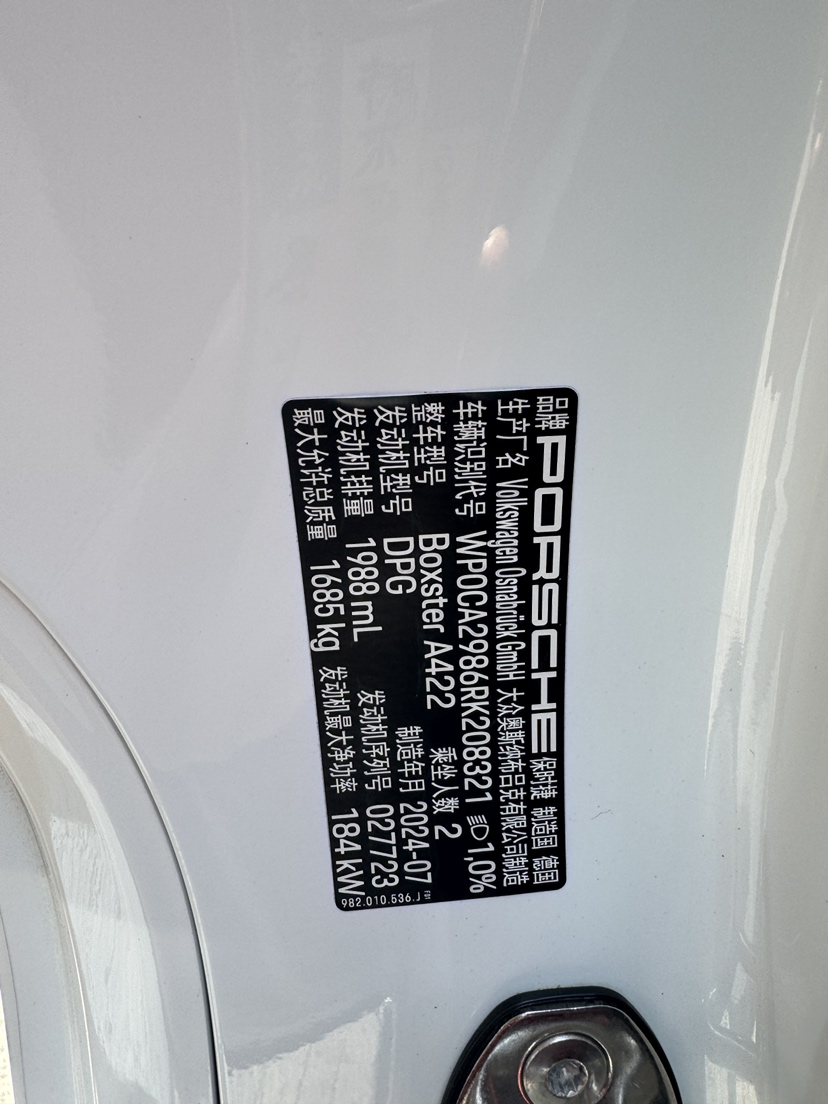 品牌 PORSCHE 保时捷 制造国 德国
生产厂名 Volkswagen Osnabrück GmbH 大众奥斯纳布吕克有限公司制造
车辆识别代号 WP0CA2986RK208321 1,0%
整车型号 Boxster A422 乘坐人数 2
发动机型号 DPG 制造年月 2024-07
发动机排量 1988 mL 发动机序列号 027723
最大允许总质量 1685 kg 发动机最大净功率 184 kW
982.010.536.J